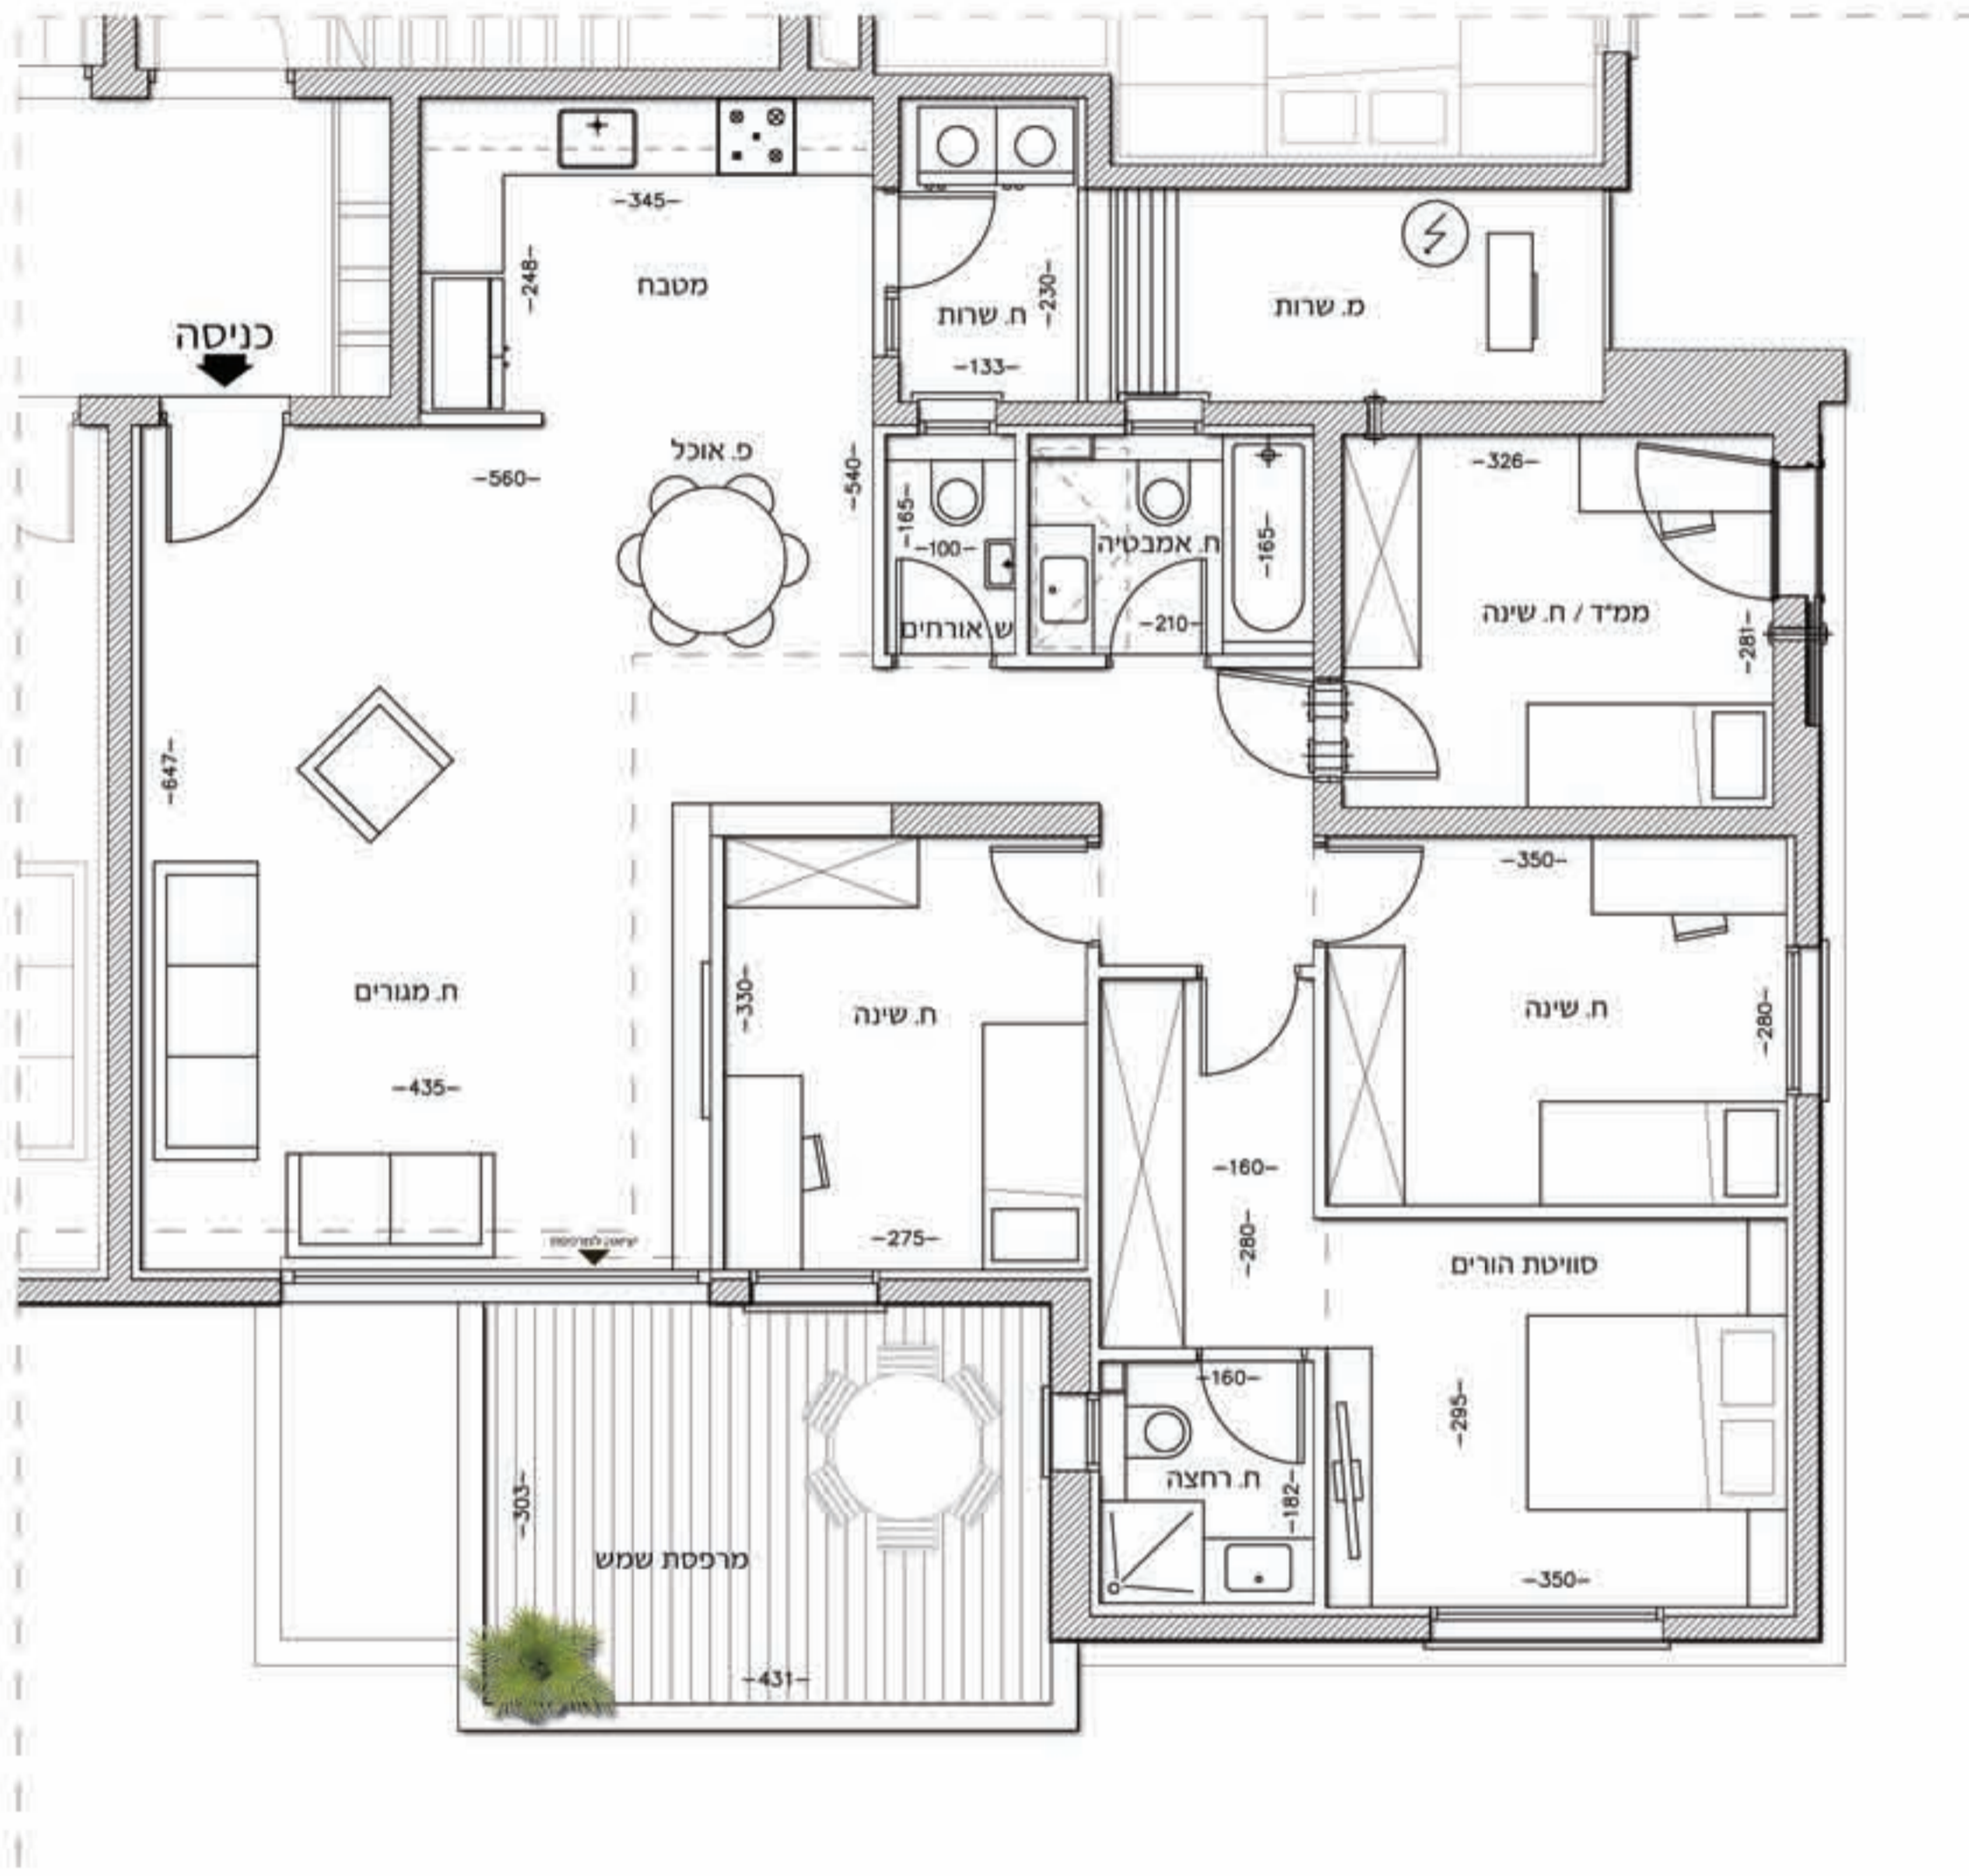 -345-
-248-
מטבח
ח. שרות
-230-
-133-
מ. שרות
כניסה
פ. אוכל
-560-
-540-
-165-
-100-
ש. אורחים
ח. אמבטיה
-210-
-165-
-326-
ממ"ד / ח. שינה
-281-
-647-
ח. מגורים
-435-
-330-
ח. שינה
-275-
-350-
ח. שינה
-280-
-160-
-280-
סוויטת הורים
-295-
-350-
-160-
ח. רחצה
-182-
-303-
מרפסת שמש
-431-